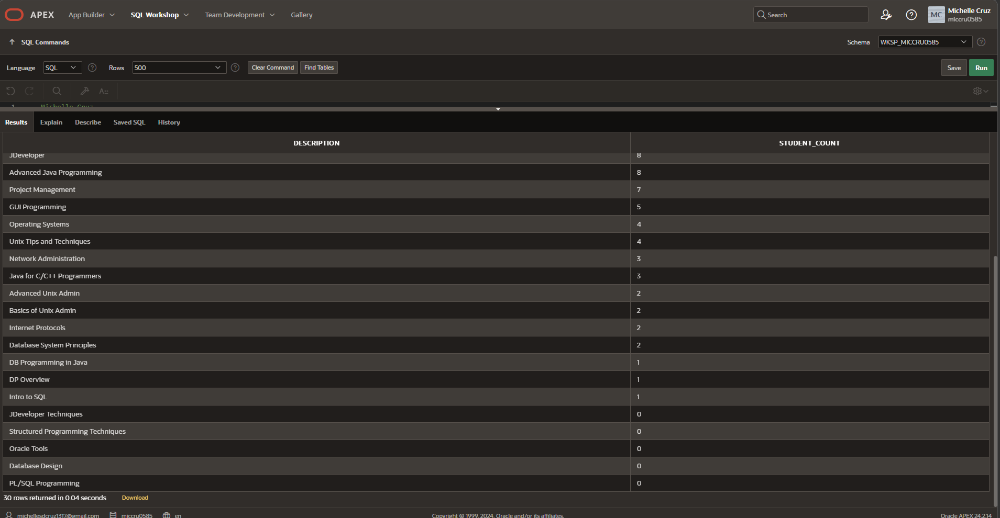 APEX App Builder SQL Workshop Team Development Gallery Search MC Michelle Cruz
miccru0585
SQL Commands Schema WKSP_MICCRU0585
Language SQL Rows 500 Clear Command Find Tables Save Run
A
1 Michelle Cruz
Results Explain Describe Saved SQL History
DESCRIPTION STUDENT_COUNT
JDeveloper 8
Advanced Java Programming 8
Project Management 7
GUI Programming 5
Operating Systems 4
Unix Tips and Techniques 4
Network Administration 3
Java for C/C++ Programmers 3
Advanced Unix Admin 2
Basics of Unix Admin 2
Internet Protocols 2
Database System Principles 2
DB Programming in Java 1
DP Overview 1
Intro to SQL 1
JDeveloper Techniques 0
Structured Programming Techniques 0
Oracle Tools 0
Database Design 0
PL/SQL Programming 0
30 rows returned in 0.04 seconds Download
michellesdcruz1317@gmail.com miccru0585 en Copyright © 1999, 2024, Oracle and/or its affiliates. Oracle APEX 24.2.14